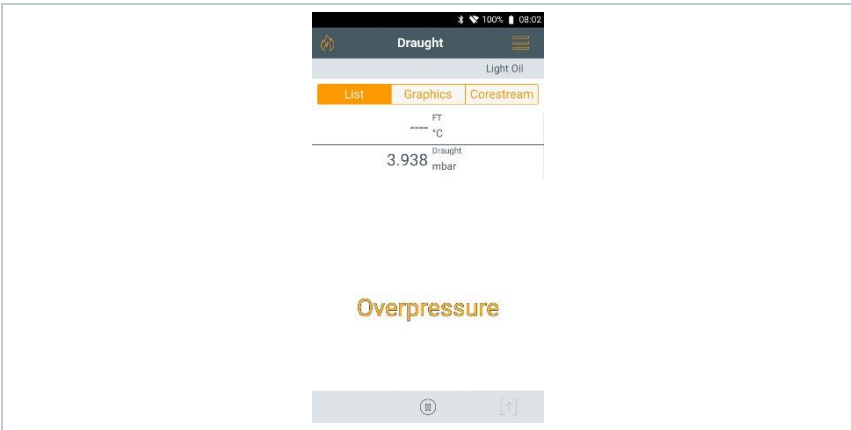 100% 08:02
Draught
Light Oil
List Graphics Corestream
FT
---- °C
Draught
3.938 mbar
Overpressure